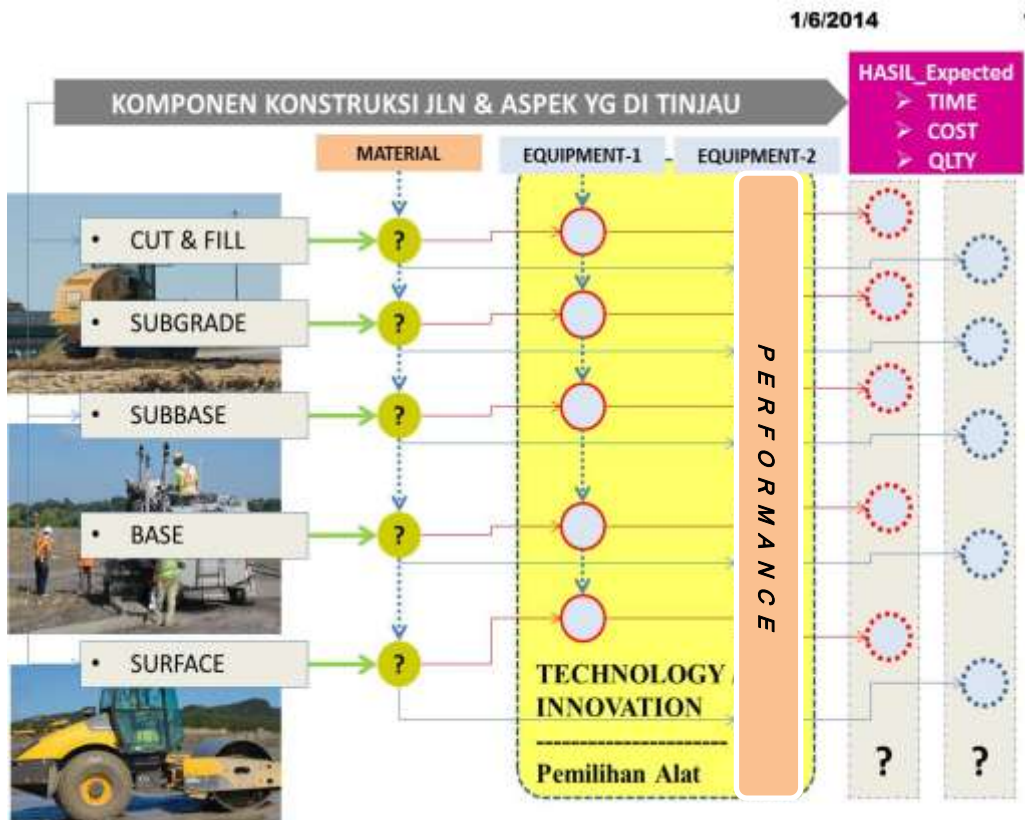 1/6/2014
KOMPONEN KONSTRUKSI JLN & ASPEK YG DI TINJAU
HASIL_Expected
➢ TIME
➢ COST
➢ QLTY
MATERIAL
EQUIPMENT-1
EQUIPMENT-2
• CUT & FILL
?
• SUBGRADE
?
• SUBBASE
?
• BASE
?
• SURFACE
?
PERFORMANCE
TECHNOLOGY
INNOVATION
--------------------
Pemilihan Alat
?
?